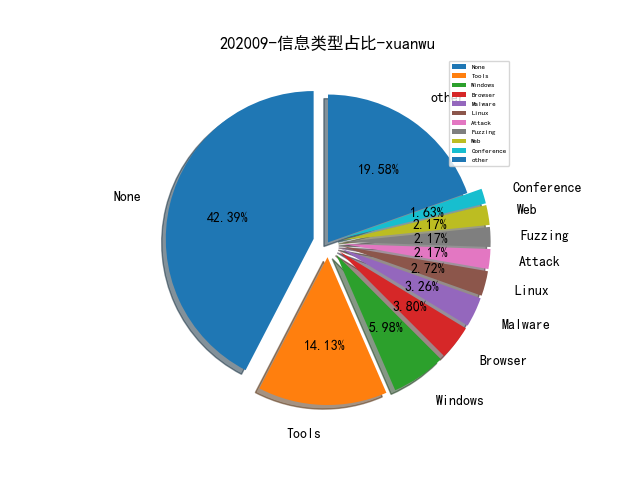 202009-信息类型占比-xuanwu
None
Tools
Windows
Browser
Malware
Linux
Attack
Fuzzing
Web
Conference
other
None
42.39%
14.13%
Tools
5.98%
Windows
3.80%
Browser
3.26%
Malware
2.72%
Linux
2.17%
Attack
2.17%
Fuzzing
2.17%
Web
1.63%
Conference
19.58%
other